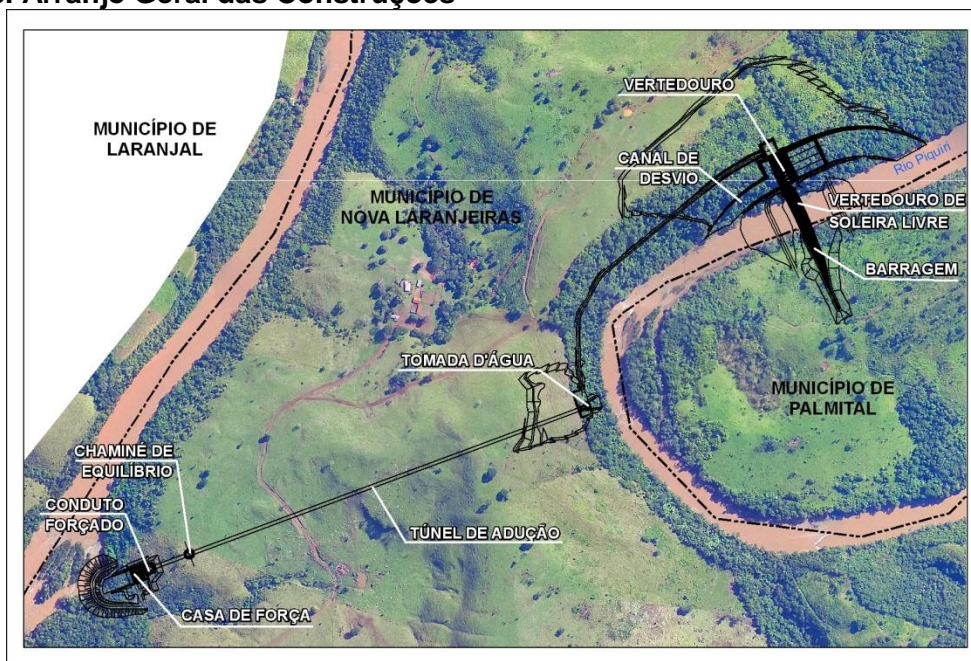 Arranjo Geral das Construções
VERTEDOURO
MUNICÍPIO DE
LARANJAL
CANAL DE
DESVIO
Rio Piquiri
MUNICÍPIO DE
NOVA LARANJEIRAS
VERTEDOURO DE
SOLEIRA LIVRE
BARRAGEM
TOMADA D'ÁGUA
MUNICÍPIO DE
PALMITAL
CHAMINÉ DE
EQUILÍBRIO
CONDUTO
FORÇADO
TÚNEL DE ADUÇÃO
CASA DE FORÇA